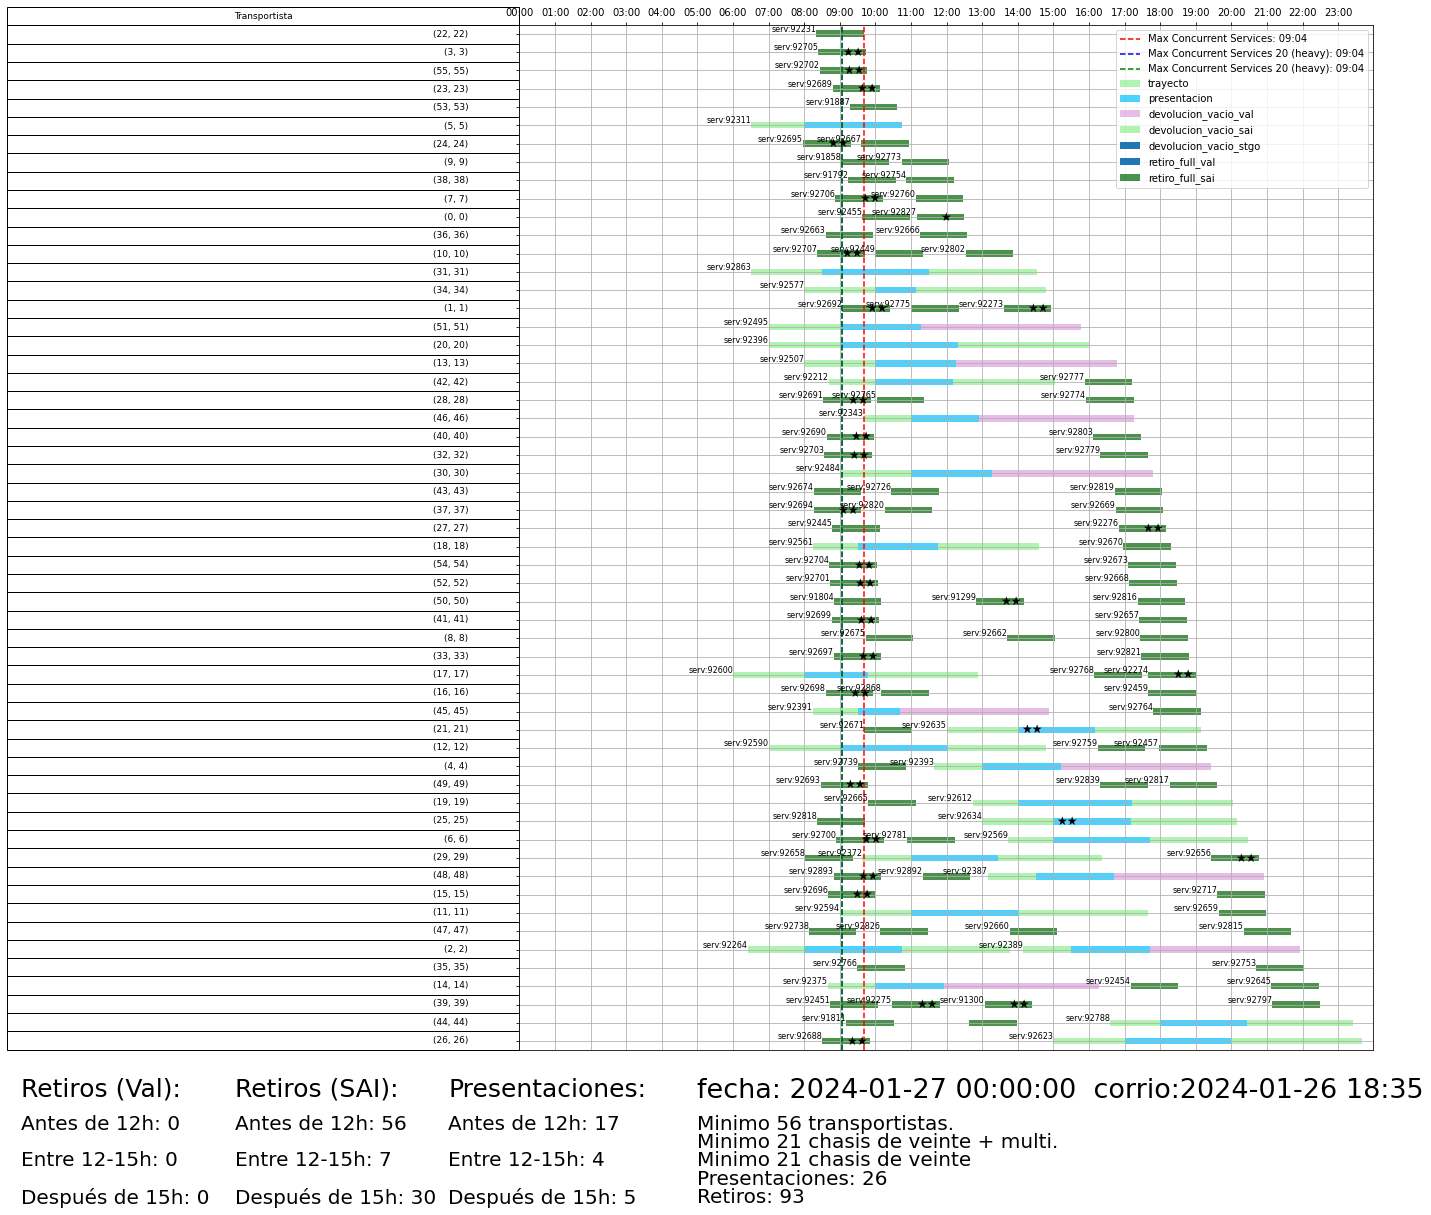 Transportista
00:00 01:00 02:00 03:00 04:00 05:00 06:00 07:00 08:00 09:00 10:00 11:00 12:00 13:00 14:00 15:00 16:00 17:00 18:00 19:00 20:00 21:00 22:00 23:00
Max Concurrent Services: 09:04
Max Concurrent Services 20 (heavy): 09:04
Max Concurrent Services 20 (heavy): 09:04
trayecto
presentacion
devolucion_vacio_val
devolucion_vacio_sai
devolucion_vacio_stgo
retiro_full_val
retiro_full_sai
(22, 22) serv:92231
(3, 3) serv:92705
(55, 55) serv:92702
(23, 23) serv:92689
(53, 53) serv:91887
(5, 5) serv:92311
(24, 24) serv:92695 serv:92667
(9, 9) serv:91858 serv:92773
(38, 38) serv:91792 serv:92754
(7, 7) serv:92706 serv:92760
(0, 0) serv:92455 serv:92827
(36, 36) serv:92663 serv:92666
(10, 10) serv:92707 serv:92449 serv:92802
(31, 31) serv:92863
(34, 34) serv:92577
(1, 1) serv:92692 serv:92775 serv:92273
(51, 51) serv:92495
(20, 20) serv:92396
(13, 13) serv:92507
(42, 42) serv:92212 serv:92777
(28, 28) serv:92691 serv:92765 serv:92774
(46, 46) serv:92343
(40, 40) serv:92690 serv:92803
(32, 32) serv:92703 serv:92779
(30, 30) serv:92484
(43, 43) serv:92674 serv:92726 serv:92819
(37, 37) serv:92694 serv:92820 serv:92669
(27, 27) serv:92445 serv:92276
(18, 18) serv:92561 serv:92670
(54, 54) serv:92704 serv:92673
(52, 52) serv:92701 serv:92668
(50, 50) serv:91804 serv:91299 serv:92816
(41, 41) serv:92699 serv:92657
(8, 8) serv:92675 serv:92662 serv:92800
(33, 33) serv:92697 serv:92821
(17, 17) serv:92600 serv:92768 serv:92274
(16, 16) serv:92698 serv:92868 serv:92459
(45, 45) serv:92391 serv:92764
(21, 21) serv:92671 serv:92635
(12, 12) serv:92590 serv:92759 serv:92457
(4, 4) serv:92739 serv:92393
(49, 49) serv:92693 serv:92839 serv:92817
(19, 19) serv:92665 serv:92612
(25, 25) serv:92818 serv:92634
(6, 6) serv:92700 serv:92781 serv:92569
(29, 29) serv:92658 serv:92372 serv:92656
(48, 48) serv:92893 serv:92892 serv:92387
(15, 15) serv:92696 serv:92717
(11, 11) serv:92594 serv:92659
(47, 47) serv:92738 serv:92826 serv:92660 serv:92815
(2, 2) serv:92264 serv:92389
(35, 35) serv:92766 serv:92753
(14, 14) serv:92375 serv:92454 serv:92645
(39, 39) serv:92451 serv:92275 serv:91300 serv:92797
(44, 44) serv:91811 serv:92788
(26, 26) serv:92688 serv:92623
Retiros (Val): Retiros (SAI): Presentaciones: fecha: 2024-01-27 00:00:00 corrio:2024-01-26 18:35
Antes de 12h: 0 Antes de 12h: 56 Antes de 12h: 17 Minimo 56 transportistas.
Minimo 21 chasis de veinte + multi.
Entre 12-15h: 0 Entre 12-15h: 7 Entre 12-15h: 4 Minimo 21 chasis de veinte
Presentaciones: 26
Después de 15h: 0 Después de 15h: 30 Después de 15h: 5 Retiros: 93